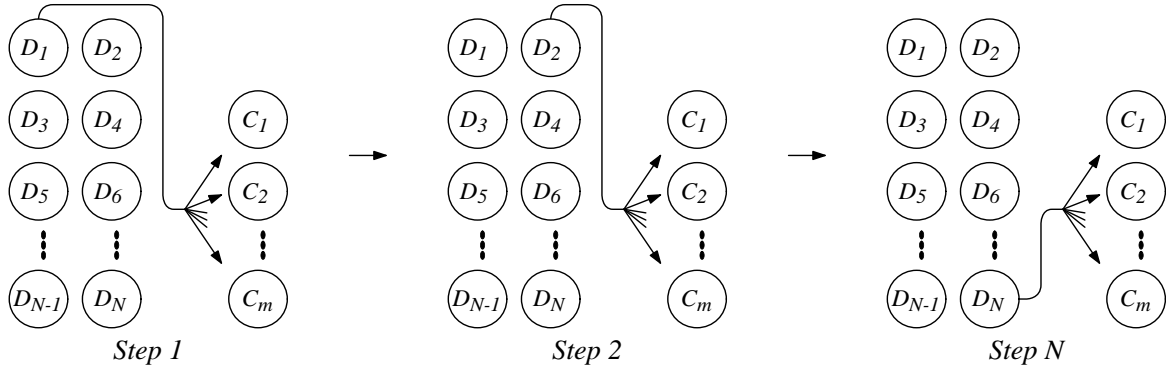 D1 D2 D1 D2 D1 D2
D3 D4 C1 D3 D4 C1 D3 D4 C1
D5 D6 C2 D5 D6 C2 D5 D6 C2
DN-1 DN Cm DN-1 DN Cm DN-1 DN Cm
Step 1 Step 2 Step N